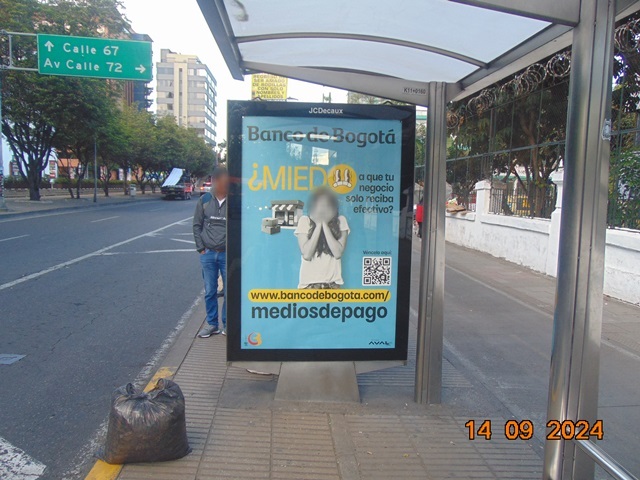 Calle 67
Av Calle 72
JCDecaux
Banco de Bogotá
¿MIEDO
a que tu
negocio
solo reciba
efectivo?
www.bancodebogota.com/
mediosdepago
AVAL
14 09 2024